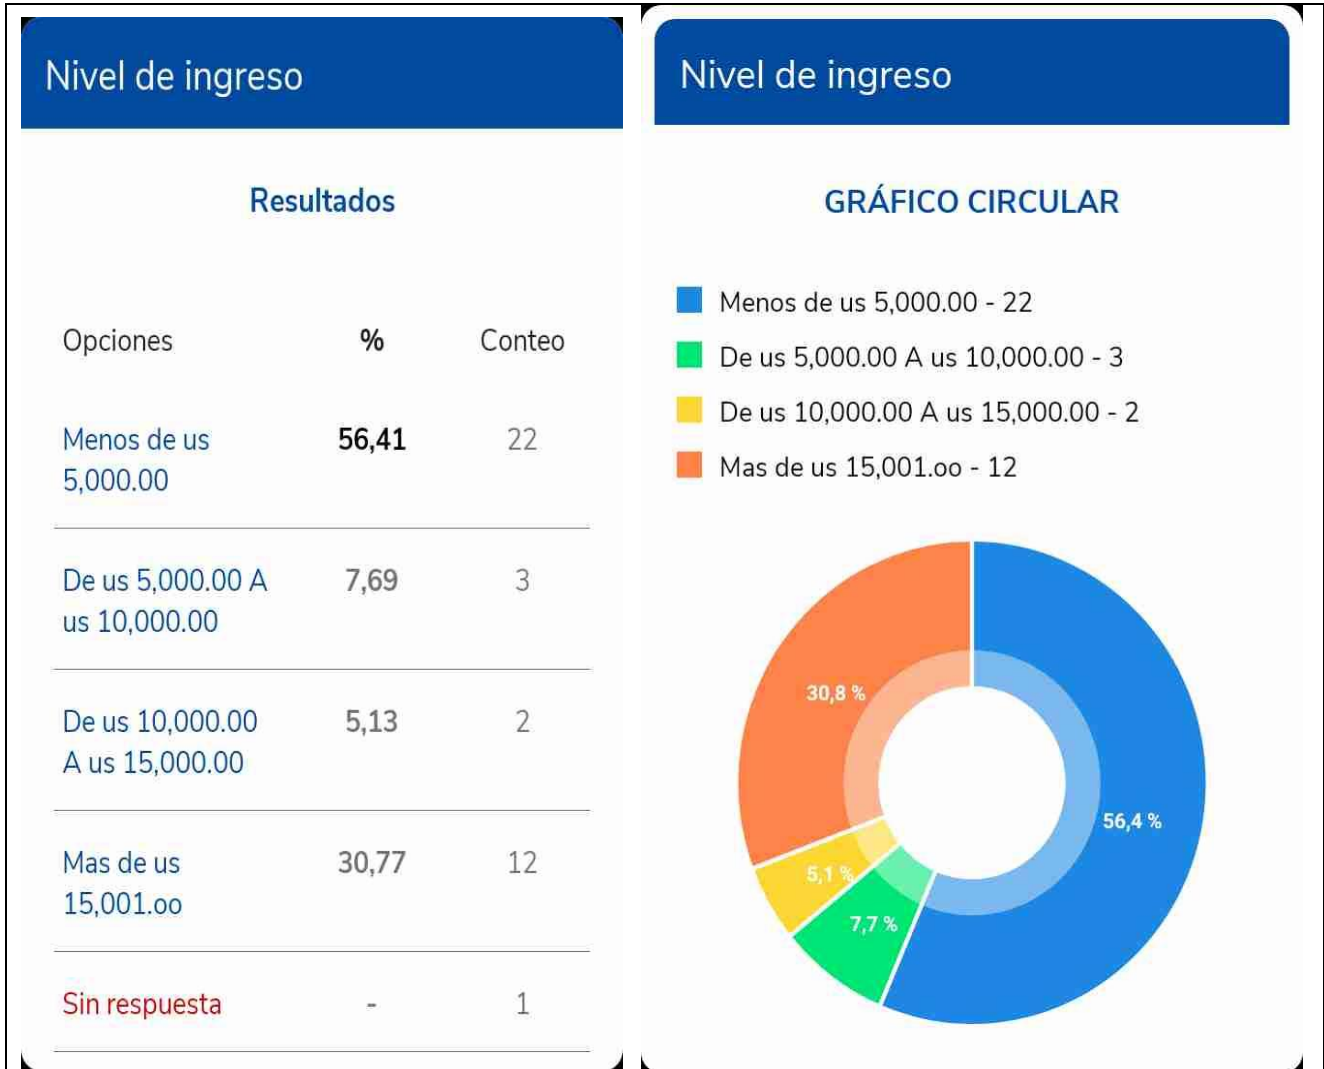 Nivel de ingreso
Resultados
Opciones % Conteo
Menos de us 5,000.00 56,41 22
De us 5,000.00 A us 10,000.00 7,69 3
De us 10,000.00 A us 15,000.00 5,13 2
Mas de us 15,001.oo 30,77 12
Sin respuesta - 1
Nivel de ingreso
GRÁFICO CIRCULAR
Menos de us 5,000.00 - 22
De us 5,000.00 A us 10,000.00 - 3
De us 10,000.00 A us 15,000.00 - 2
Mas de us 15,001.oo - 12
30,8 %
56,4 %
5,1 %
7,7 %